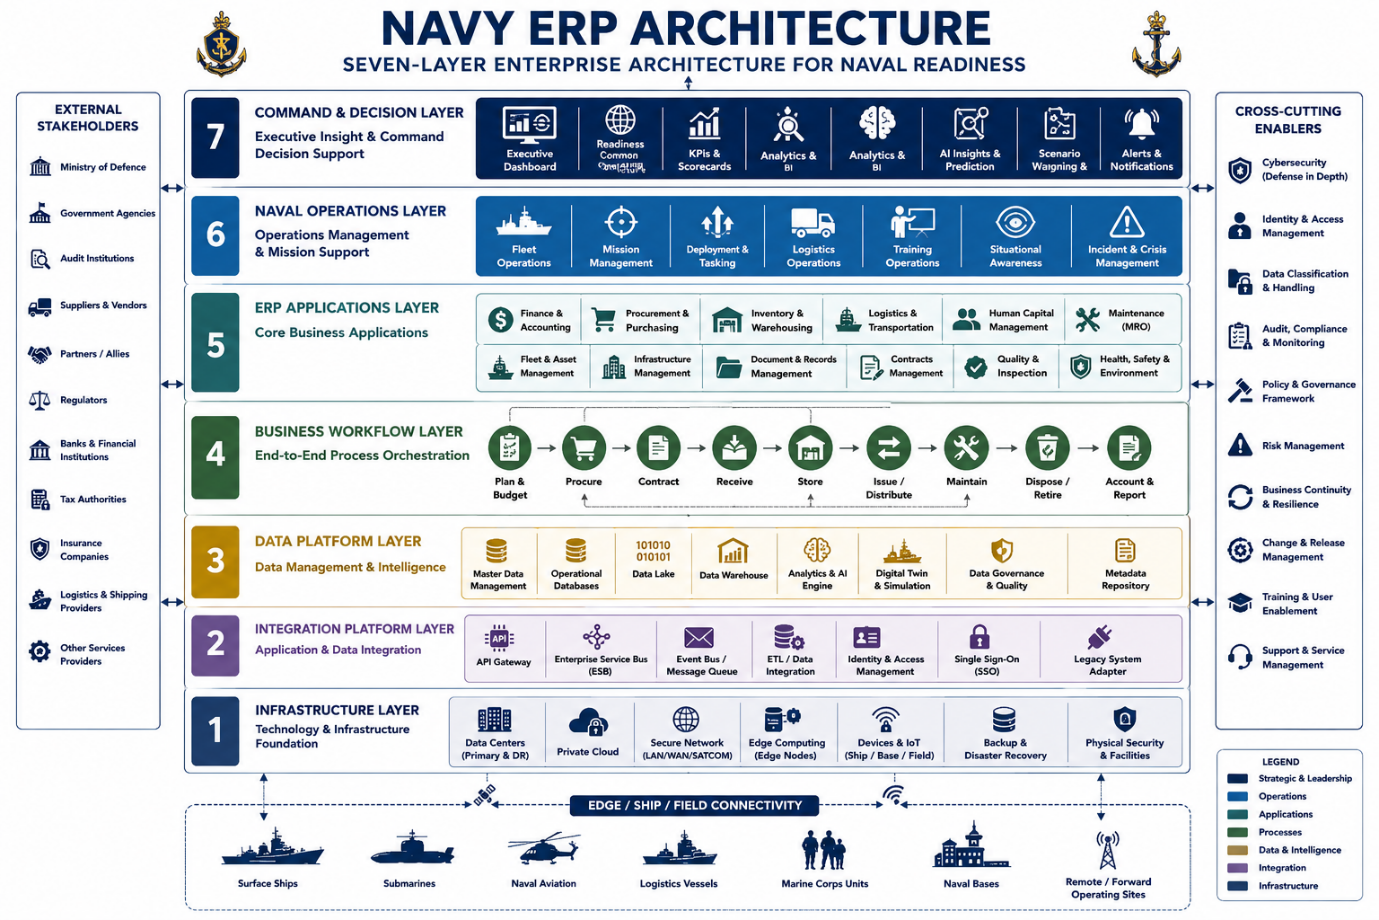 NAVY ERP ARCHITECTURE
SEVEN-LAYER ENTERPRISE ARCHITECTURE FOR NAVAL READINESS
EXTERNAL
STAKEHOLDERS
Ministry of Defence
Government Agencies
Audit Institutions
Suppliers & Vendors
Partners / Allies
Regulators
Banks & Financial
Institutions
Tax Authorities
Insurance
Companies
Logistics & Shipping
Providers
Other Services
Providers
7
COMMAND & DECISION LAYER
Executive Insight & Command
Decision Support
Executive
Dashboard
Readiness
Common
KPIs &
Scorecards
Analytics &
BI
Analytics &
BI
AI Insights &
Prediction
Scenario
Wargning &
Alerts &
Notifications
6
NAVAL OPERATIONS LAYER
Operations Management
& Mission Support
Fleet
Operations
Mission
Management
Deployment &
Tasking
Logistics
Operations
Training
Operations
Situational
Awareness
Incident & Crisis
Management
5
ERP APPLICATIONS LAYER
Core Business Applications
Finance &
Accounting
Procurement &
Purchasing
Inventory &
Warehousing
Logistics &
Transportation
Human Capital
Management
Maintenance
(MRO)
Fleet & Asset
Management
Infrastructure
Management
Document & Records
Management
Contracts
Management
Quality &
Inspection
Health, Safety &
Environment
4
BUSINESS WORKFLOW LAYER
End-to-End Process Orchestration
Plan &
Budget
Procure
Contract
Receive
Store
Issue /
Distribute
Maintain
Dispose /
Retire
Account &
Report
3
DATA PLATFORM LAYER
Data Management & Intelligence
Master Data
Management
Operational
Databases
101010
010101
Data Lake
Data Warehouse
Analytics & AI
Engine
Digital Twin
& Simulation
Data Governance
& Quality
Metadata
Repository
2
INTEGRATION PLATFORM LAYER
Application & Data Integration
API
API Gateway
Enterprise Service Bus
(ESB)
Event Bus /
Message Queue
ETL / Data
Integration
Identity & Access
Management
Single Sign-On
(SSO)
Legacy System
Adapter
1
INFRASTRUCTURE LAYER
Technology & Infrastructure
Foundation
Data Centers
(Primary & DR)
Private Cloud
Secure Network
(LAN/WAN/SATCOM)
Edge Computing
(Edge Nodes)
Devices & IoT
(Ship / Base / Field)
Backup &
Disaster Recovery
Physical Security
& Facilities
EDGE / SHIP / FIELD CONNECTIVITY
Surface Ships
Submarines
Naval Aviation
Logistics Vessels
Marine Corps Units
Naval Bases
Remote / Forward
Operating Sites
CROSS-CUTTING
ENABLERS
Cybersecurity
(Defense in Depth)
Identity & Access
Management
Data Classification
& Handling
Audit, Compliance
& Monitoring
Policy & Governance
Framework
Risk Management
Business Continuity
& Resilience
Change & Release
Management
Training & User
Enablement
Support & Service
Management
LEGEND
Strategic & Leadership
Operations
Applications
Processes
Data & Intelligence
Integration
Infrastructure